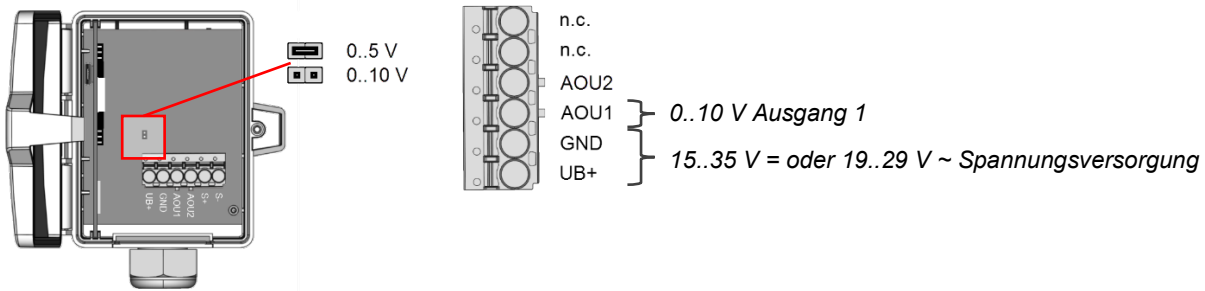 0..5 V
0..10 V
UB+
GND
AOU1
AOU2
S+
S-
n.c.
n.c.
AOU2
AOU1
0..10 V Ausgang 1
GND
UB+
15..35 V = oder 19..29 V ~ Spannungsversorgung